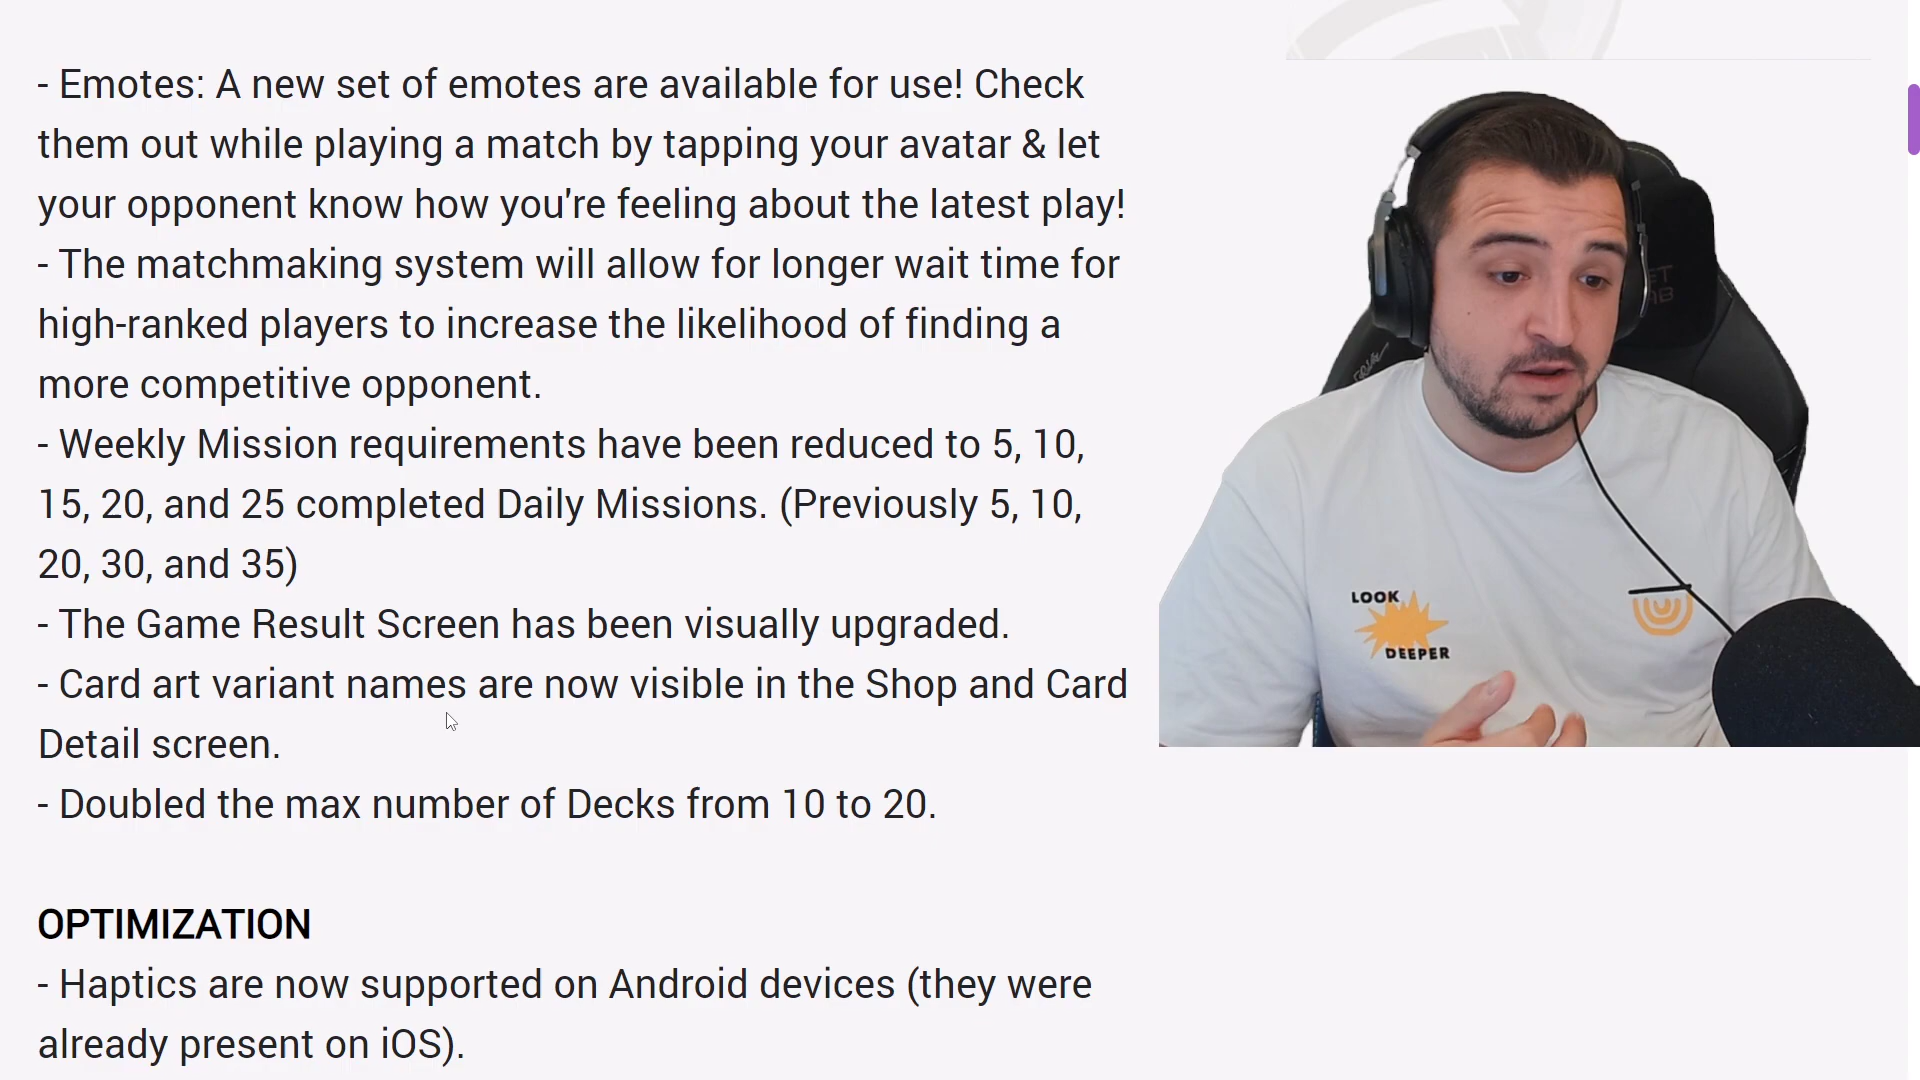 - Emotes: A new set of emotes are available for use! Check
them out while playing a match by tapping your avatar & let
your opponent know how you're feeling about the latest play!
- The matchmaking system will allow for longer wait time for
high-ranked players to increase the likelihood of finding a
more competitive opponent.
- Weekly Mission requirements have been reduced to 5, 10,
15, 20, and 25 completed Daily Missions. (Previously 5, 10,
20, 30, and 35)
- The Game Result Screen has been visually upgraded.
- Card art variant names are now visible in the Shop and Card
Detail screen.
- Doubled the max number of Decks from 10 to 20.
OPTIMIZATION
- Haptics are now supported on Android devices (they were
already present on iOS).
LOOK
DEEPER